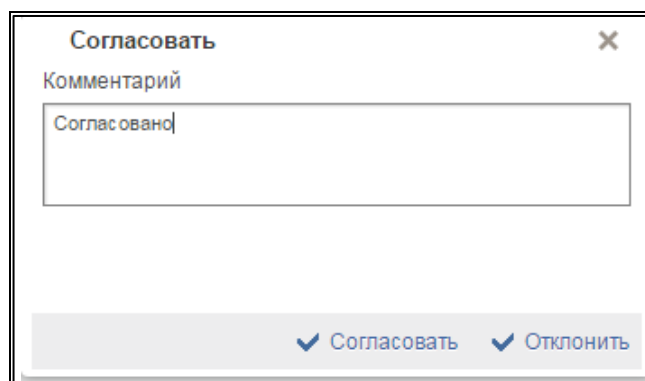 Согласовать
Комментарий
Согласовано
Согласовать Отклонить